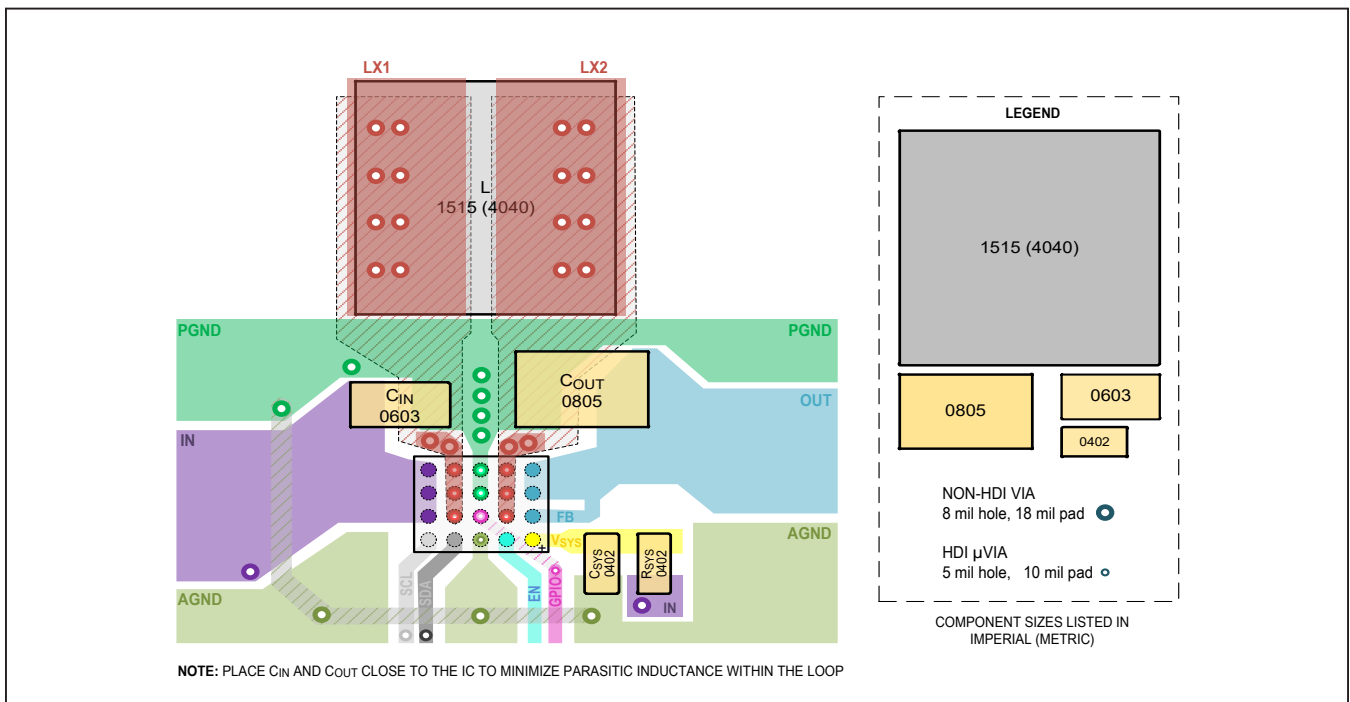 LX1
LX2
L
1515 (4040)
PGND
PGND
CIN
0603
COUT
0805
OUT
IN
FB
VSYS
+
AGND
CSYS
0402
RSYS
0402
SCL
SDA
EN
GPIO
IN
AGND
NOTE: PLACE CIN AND COUT CLOSE TO THE IC TO MINIMIZE PARASITIC INDUCTANCE WITHIN THE LOOP
LEGEND
1515 (4040)
0805
0603
0402
NON-HDI VIA
8 mil hole, 18 mil pad
HDI µVIA
5 mil hole, 10 mil pad
COMPONENT SIZES LISTED IN
IMPERIAL (METRIC)